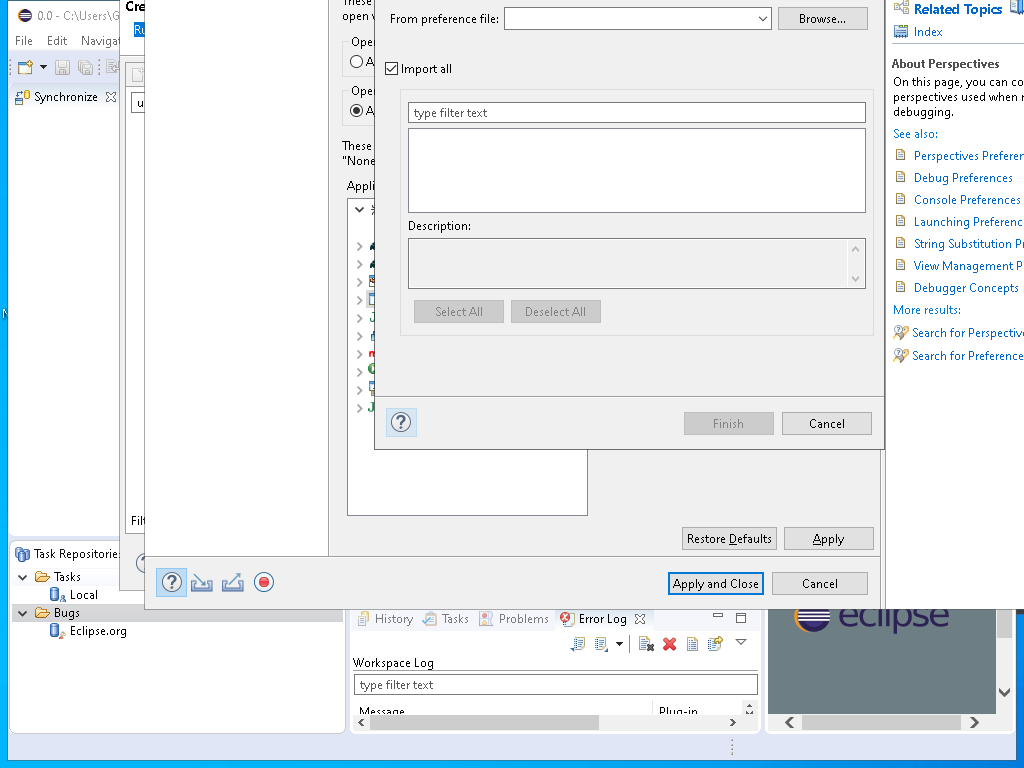 0.0 - C:\Users\G
File Edit Navigat
Synchronize
Cre
Ru
u
Filt
These
open v
Oper
A
Oper
A
These
"None
Appli
From preference file:
Browse...
Import all
type filter text
Description:
Select All
Deselect All
Finish
Cancel
Restore Defaults
Apply
Apply and Close
Cancel
Related Topics
Index
About Perspectives
On this page, you can co
perspectives used when r
debugging.
See also:
Perspectives Preferen
Debug Preferences
Console Preferences
Launching Preferenc
String Substitution Pr
View Management P
Debugger Concepts
More results:
Search for Perspective
Search for Preference
Task Repositories
Tasks
Local
Bugs
Eclipse.org
History
Tasks
Problems
Error Log
Workspace Log
type filter text
Message
Plug-in
eclipse